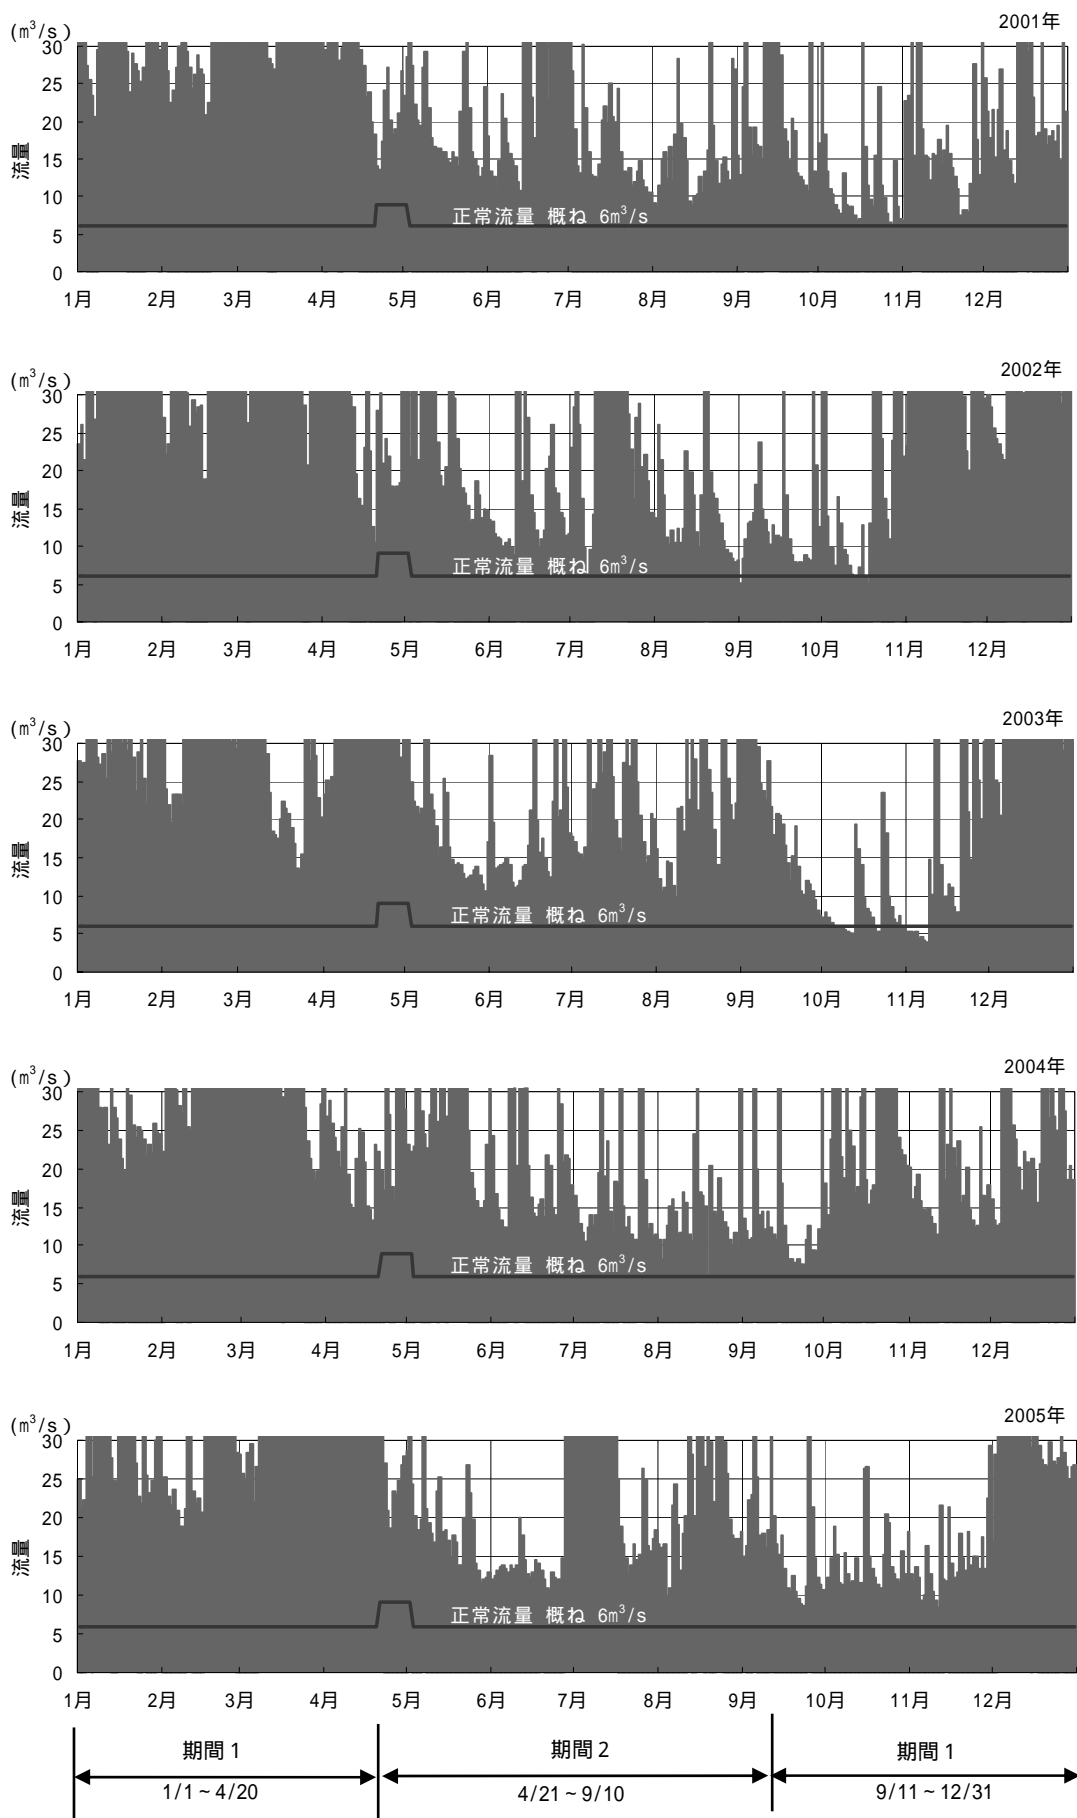 2001年
(m³/s)
流量
30
25
20
15
10
5
0
正常流量 概ね 6m³/s
1月 2月 3月 4月 5月 6月 7月 8月 9月 10月 11月 12月
2002年
(m³/s)
流量
30
25
20
15
10
5
0
正常流量 概ね 6m³/s
1月 2月 3月 4月 5月 6月 7月 8月 9月 10月 11月 12月
2003年
(m³/s)
流量
30
25
20
15
10
5
0
正常流量 概ね 6m³/s
1月 2月 3月 4月 5月 6月 7月 8月 9月 10月 11月 12月
2004年
(m³/s)
流量
30
25
20
15
10
5
0
正常流量 概ね 6m³/s
1月 2月 3月 4月 5月 6月 7月 8月 9月 10月 11月 12月
2005年
(m³/s)
流量
30
25
20
15
10
5
0
正常流量 概ね 6m³/s
1月 2月 3月 4月 5月 6月 7月 8月 9月 10月 11月 12月
期間1 期間2 期間1
1/1～4/20 4/21～9/10 9/11～12/31